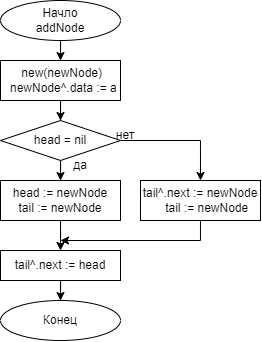 Начло
addNode
new(newNode)
newNode^.data := a
head = nil
нет
да
head := newNode
tail := newNode
tail^.next := newNode
tail := newNode
tail^.next := head
Конец